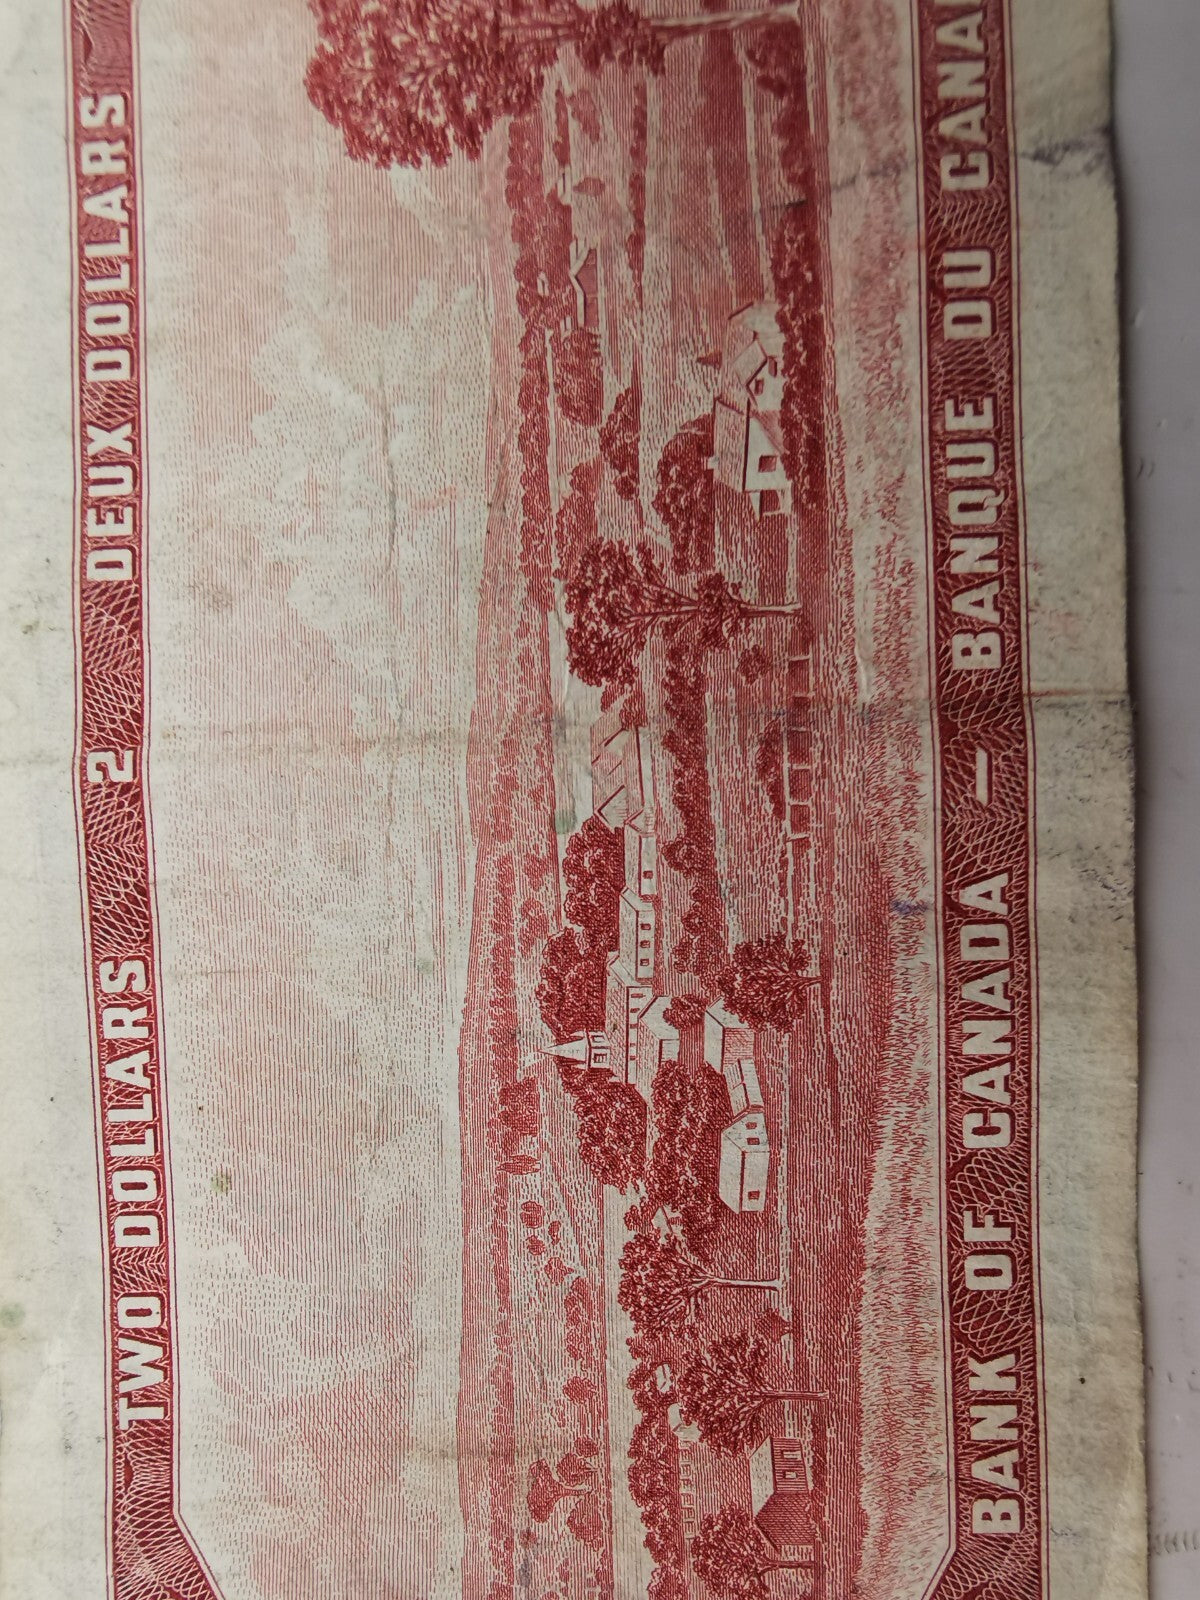 TWO DOLLARS 2 DEUX DOLLARS
BANK OF CANADA — BANQUE DU CANA